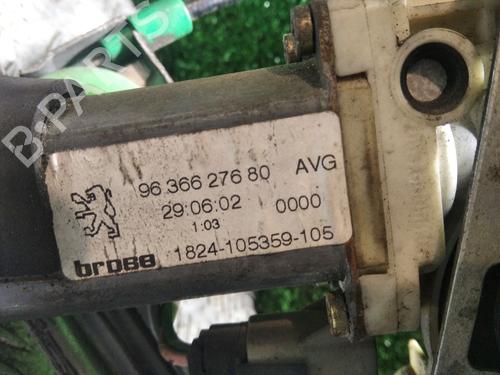 B-PARTS
96 366 276 80 AVG
29:06:02 0000
1:03
brose 1824-105359-105